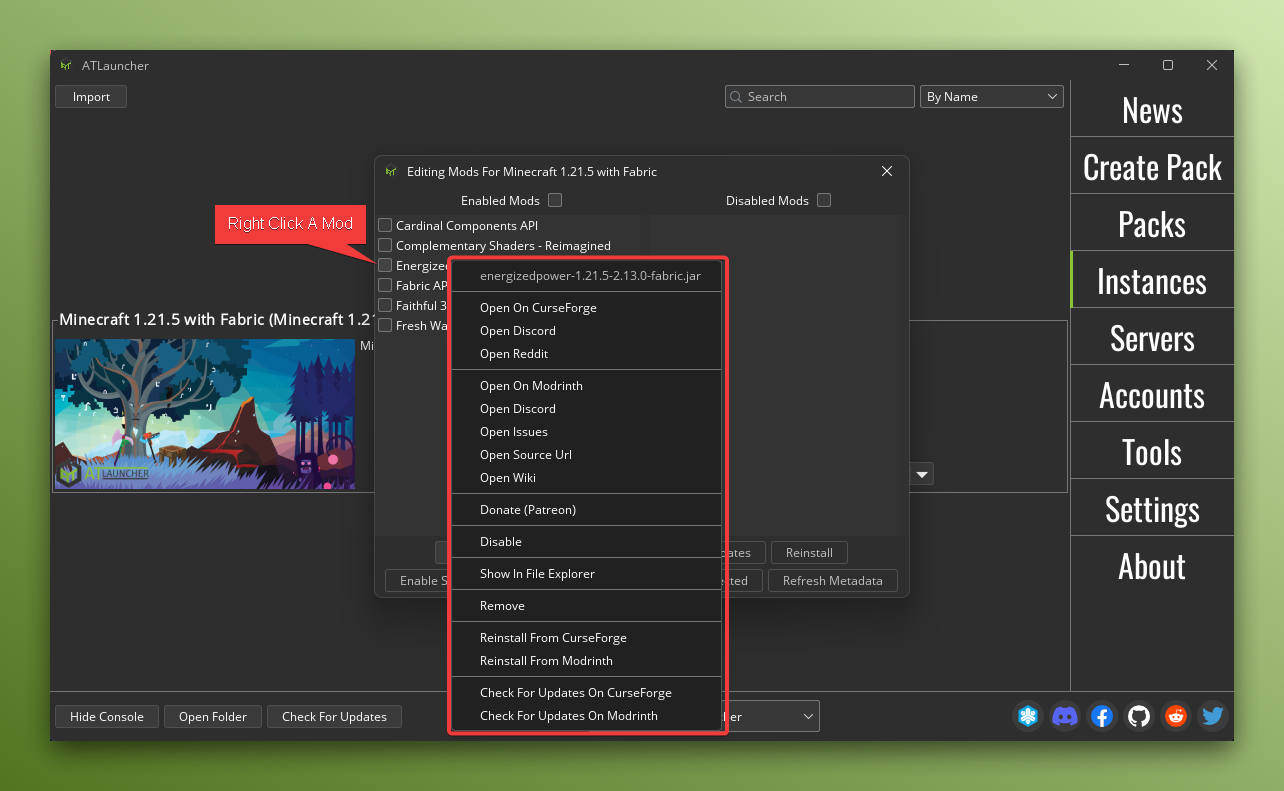 ATLauncher
Import
Search
By Name
News
Create Pack
Packs
Instances
Servers
Accounts
Tools
Settings
About
Editing Mods For Minecraft 1.21.5 with Fabric
Enabled Mods
Disabled Mods
Right Click A Mod
Cardinal Components API
Complementary Shaders - Reimagined
Energized
Fabric AP
Faithful 3
Fresh Wa
energizedpower-1.21.5-2.13.0-fabric.jar
Open On CurseForge
Open Discord
Open Reddit
Open On Modrinth
Open Discord
Open Issues
Open Source Url
Open Wiki
Donate (Patreon)
Disable
Show In File Explorer
Remove
Reinstall From CurseForge
Reinstall From Modrinth
Check For Updates On CurseForge
Check For Updates On Modrinth
Minecraft 1.21.5 with Fabric (Minecraft 1.21
Mi
ATLAUNCHER
dates
Reinstall
Enable S
ected
Refresh Metadata
Hide Console
Open Folder
Check For Updates
her